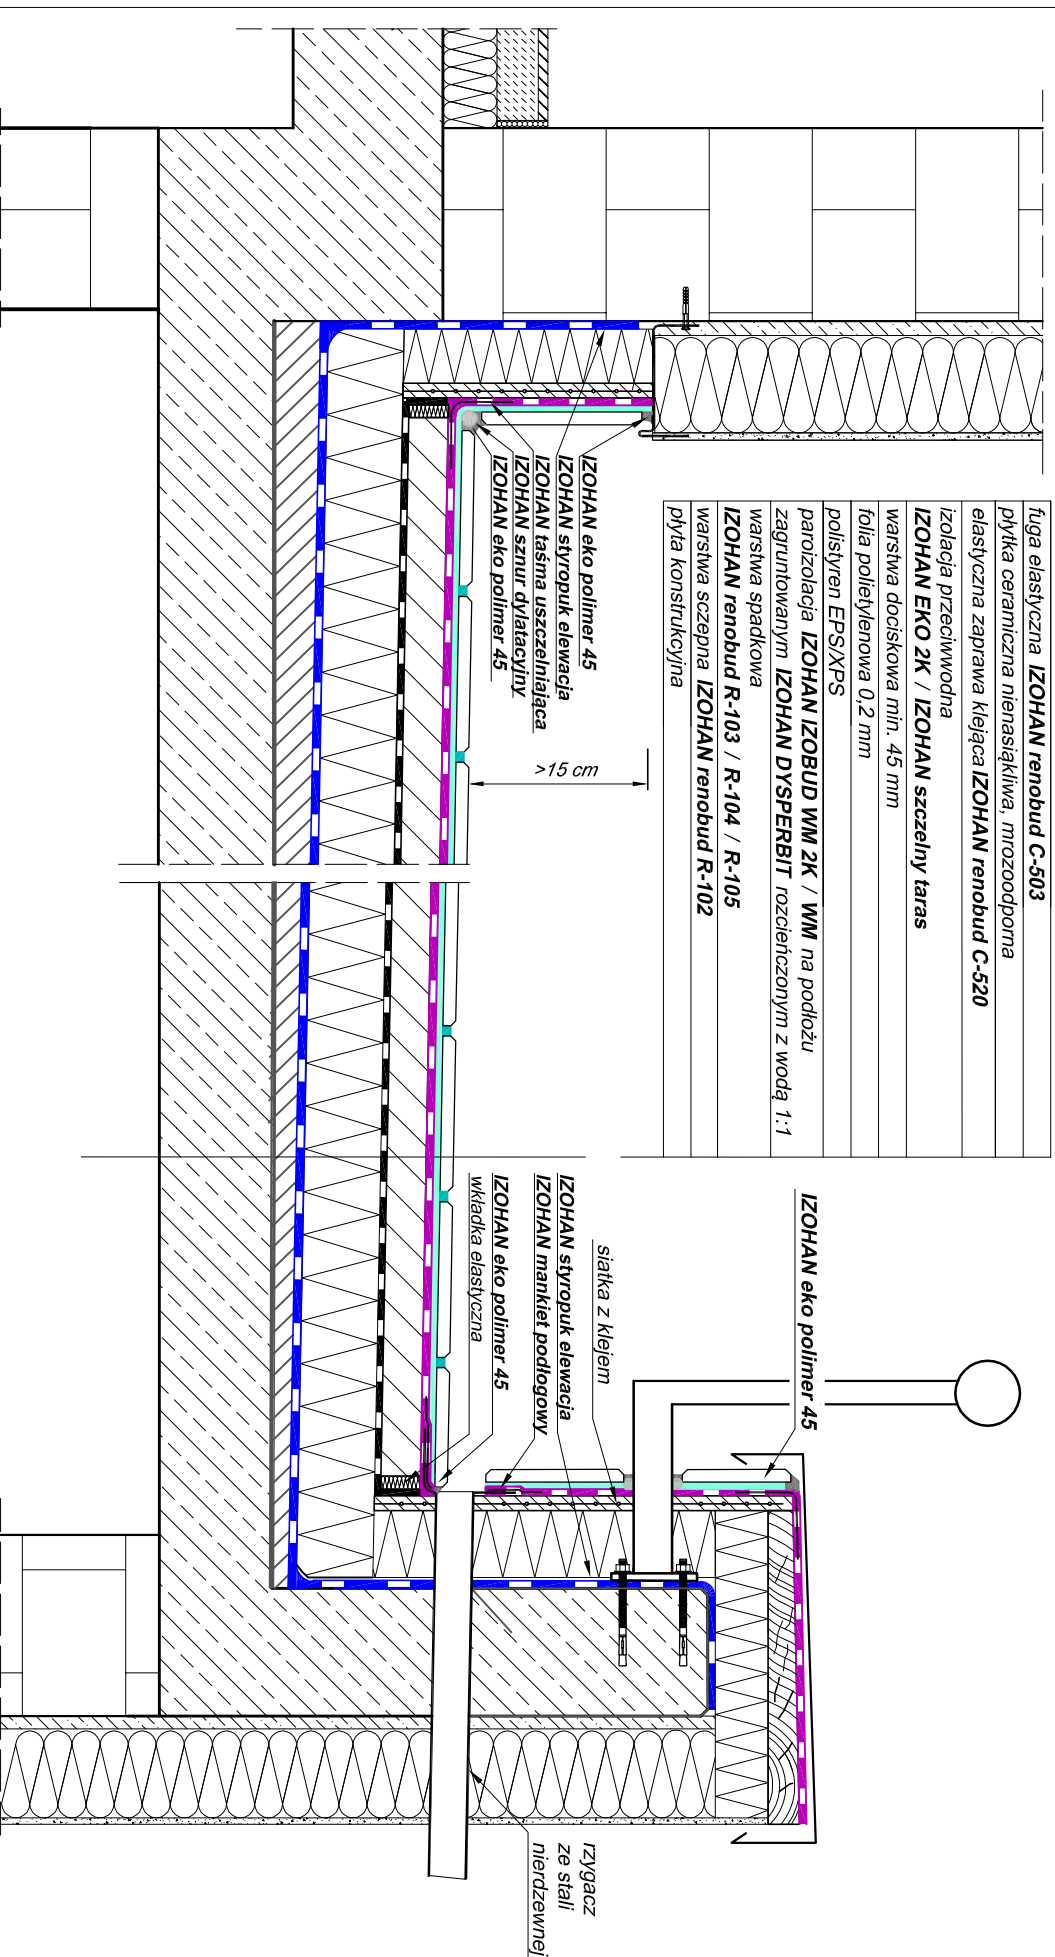 fuga elastyczna IZOHAN renobud C-503
płytka ceramiczna nienasiąkliwa, mrozoodporna
elastyczna zaprawa klejąca IZOHAN renobud C-520
izolacja przeciwwodna
IZOHAN EKO 2K / IZOHAN szczelny taras
warstwa dociskowa min. 45 mm
folia polietylenowa 0,2 mm
polistyren EPS/XPS
paroizolacja IZOHAN IZOBUD WM 2K / WM na podłożu
zagruntowanym IZOHAN DYSPERBIT rozcieńczonym z wodą 1:1
warstwa spadkowa
IZOHAN renobud R-103 / R-104 / R-105
warstwa sczepna IZOHAN renobud R-102
płyta konstrukcyjna
IZOHAN eko polimer 45
IZOHAN styropuk elewacja
IZOHAN taśma uszczelniająca
IZOHAN sznur dylatacyjny
IZOHAN eko polimer 45
>15 cm
IZOHAN eko polimer 45
siatka z klejem
IZOHAN styropuk elewacja
IZOHAN mankiet podłogowy
IZOHAN eko polimer 45
wkładka elastyczna
rzygacz
ze stali
nierdzewnej